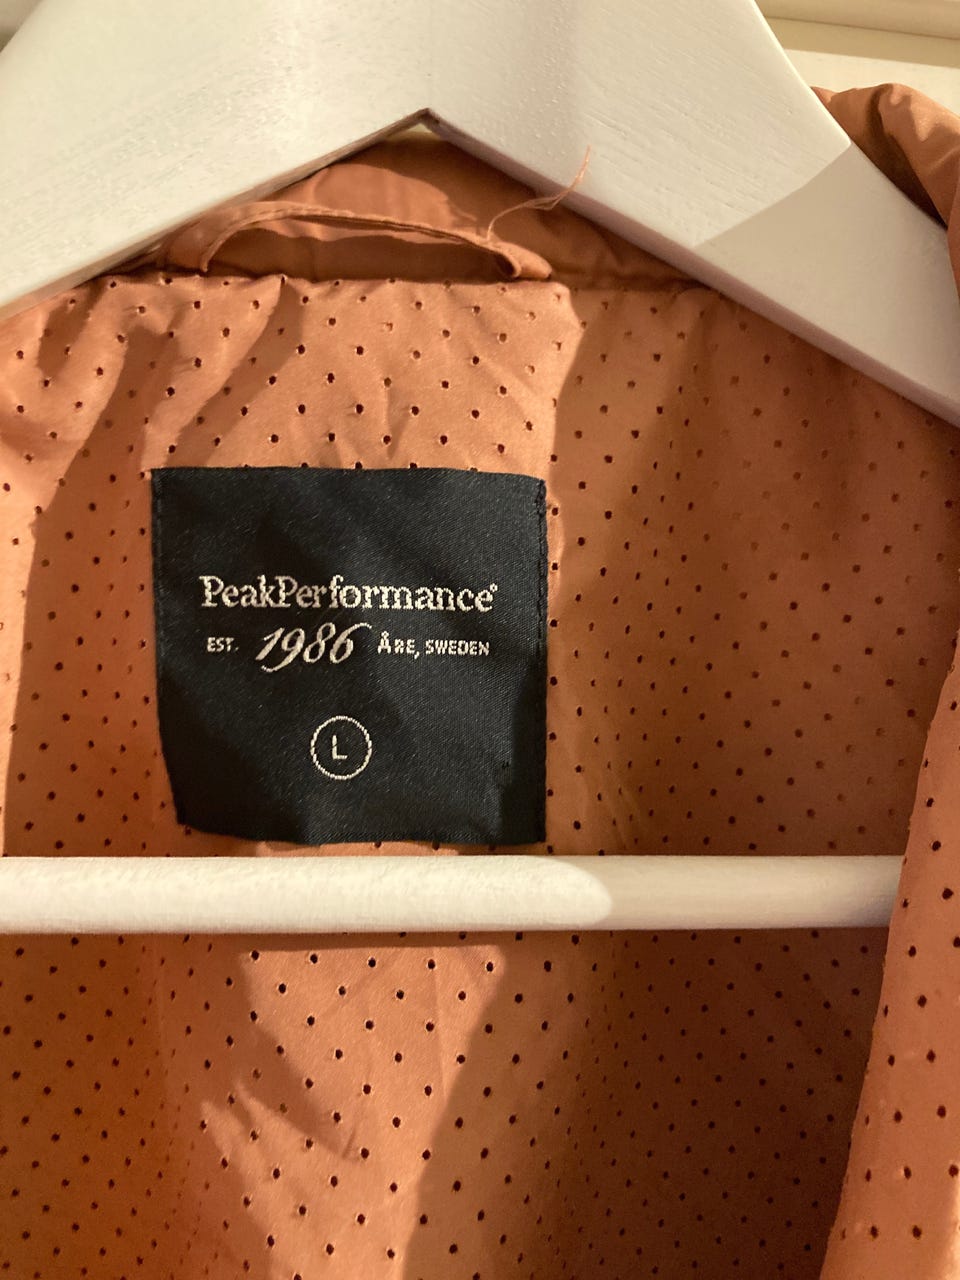 PeakPerformance®
EST. 1986 ÅRE, SWEDEN
L